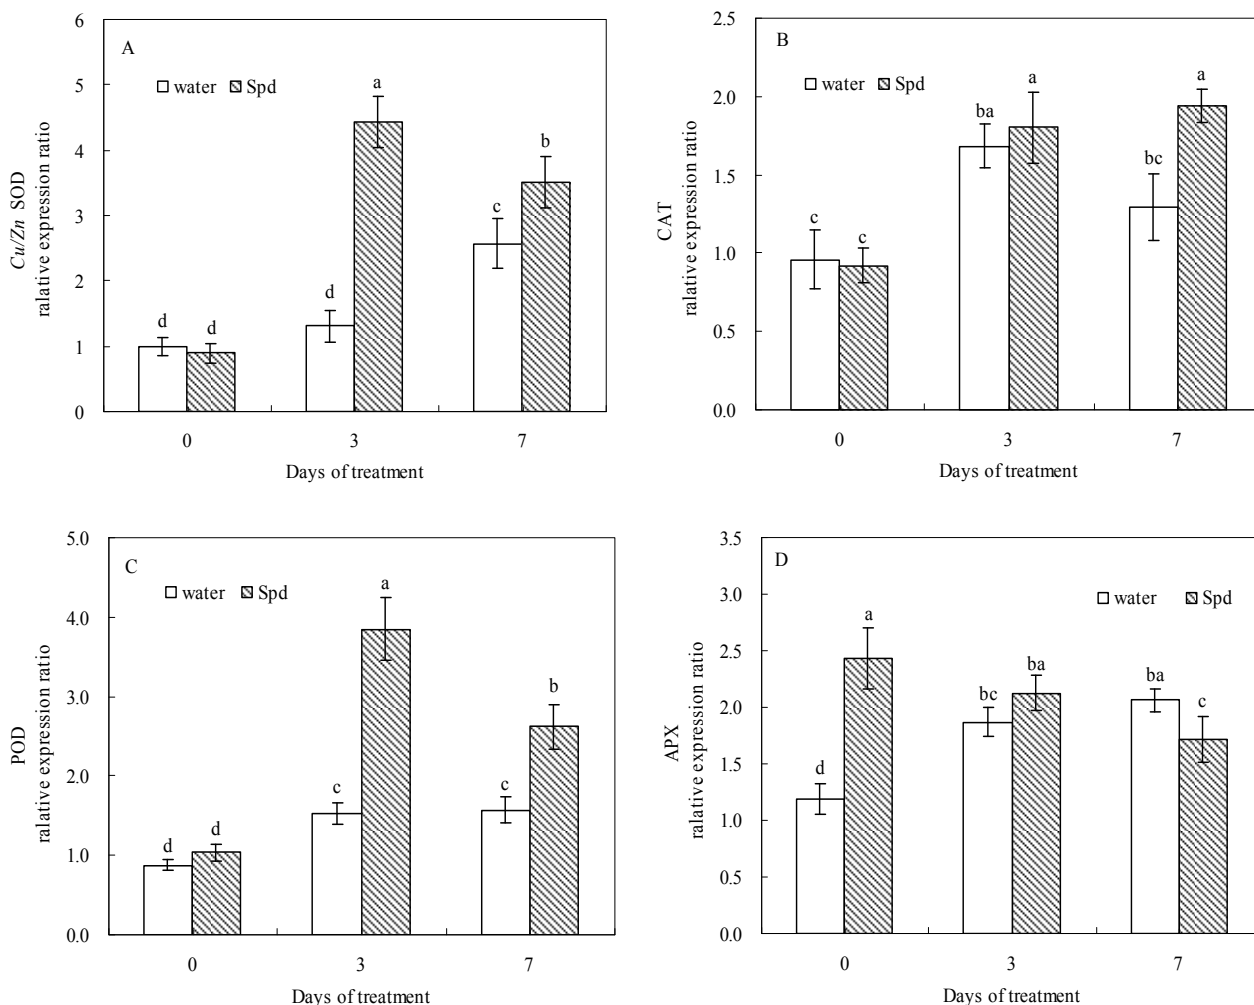 A
water Spd
Cu/Zn SOD
ralative expression ratio
6
5
4
3
2
1
0
d
d
d
a
c
b
0 3 7
Days of treatment
B
water Spd
CAT
ralative expression ratio
2.5
2.0
1.5
1.0
0.5
0.0
c
c
ba
a
bc
a
0 3 7
Days of treatment
C
water Spd
POD
ralative expression ratio
5.0
4.0
3.0
2.0
1.0
0.0
d
d
c
a
c
b
0 3 7
Days of treatment
D
water Spd
APX
ralative expression ratio
3.5
3.0
2.5
2.0
1.5
1.0
0.5
0.0
d
a
bc
ba
ba
c
0 3 7
Days of treatment